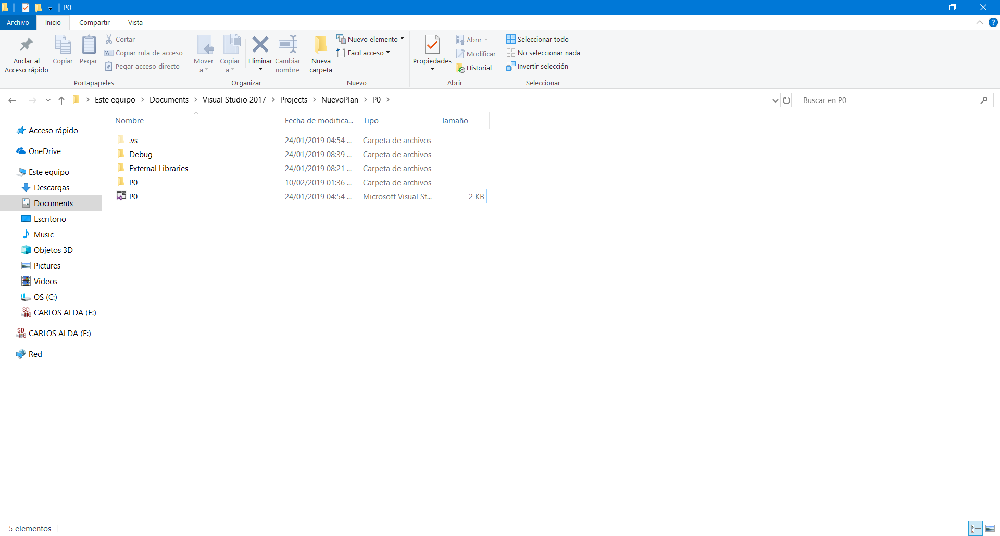 P0
Archivo Inicio Compartir Vista
Anclar al Acceso rápido
Copiar
Pegar
Cortar
Copiar ruta de acceso
Pegar acceso directo
Portapapeles
Mover a
Copiar a
Eliminar
Cambiar nombre
Organizar
Nueva carpeta
Nuevo elemento
Fácil acceso
Nuevo
Propiedades
Abrir
Modificar
Historial
Abrir
Seleccionar todo
No seleccionar nada
Invertir selección
Seleccionar
Este equipo > Documents > Visual Studio 2017 > Projects > NuevoPlan > P0 >
Buscar en P0
Acceso rápido
OneDrive
Este equipo
Descargas
Documents
Escritorio
Music
Objetos 3D
Pictures
Videos
OS (C:)
CARLOS ALDA (E:)
CARLOS ALDA (E:)
Red
Nombre Fecha de modifica... Tipo Tamaño
.vs 24/01/2019 04:54 ... Carpeta de archivos
Debug 24/01/2019 08:39 ... Carpeta de archivos
External Libraries 24/01/2019 08:21 ... Carpeta de archivos
P0 10/02/2019 01:36 ... Carpeta de archivos
P0 24/01/2019 04:54 ... Microsoft Visual St... 2 KB
5 elementos